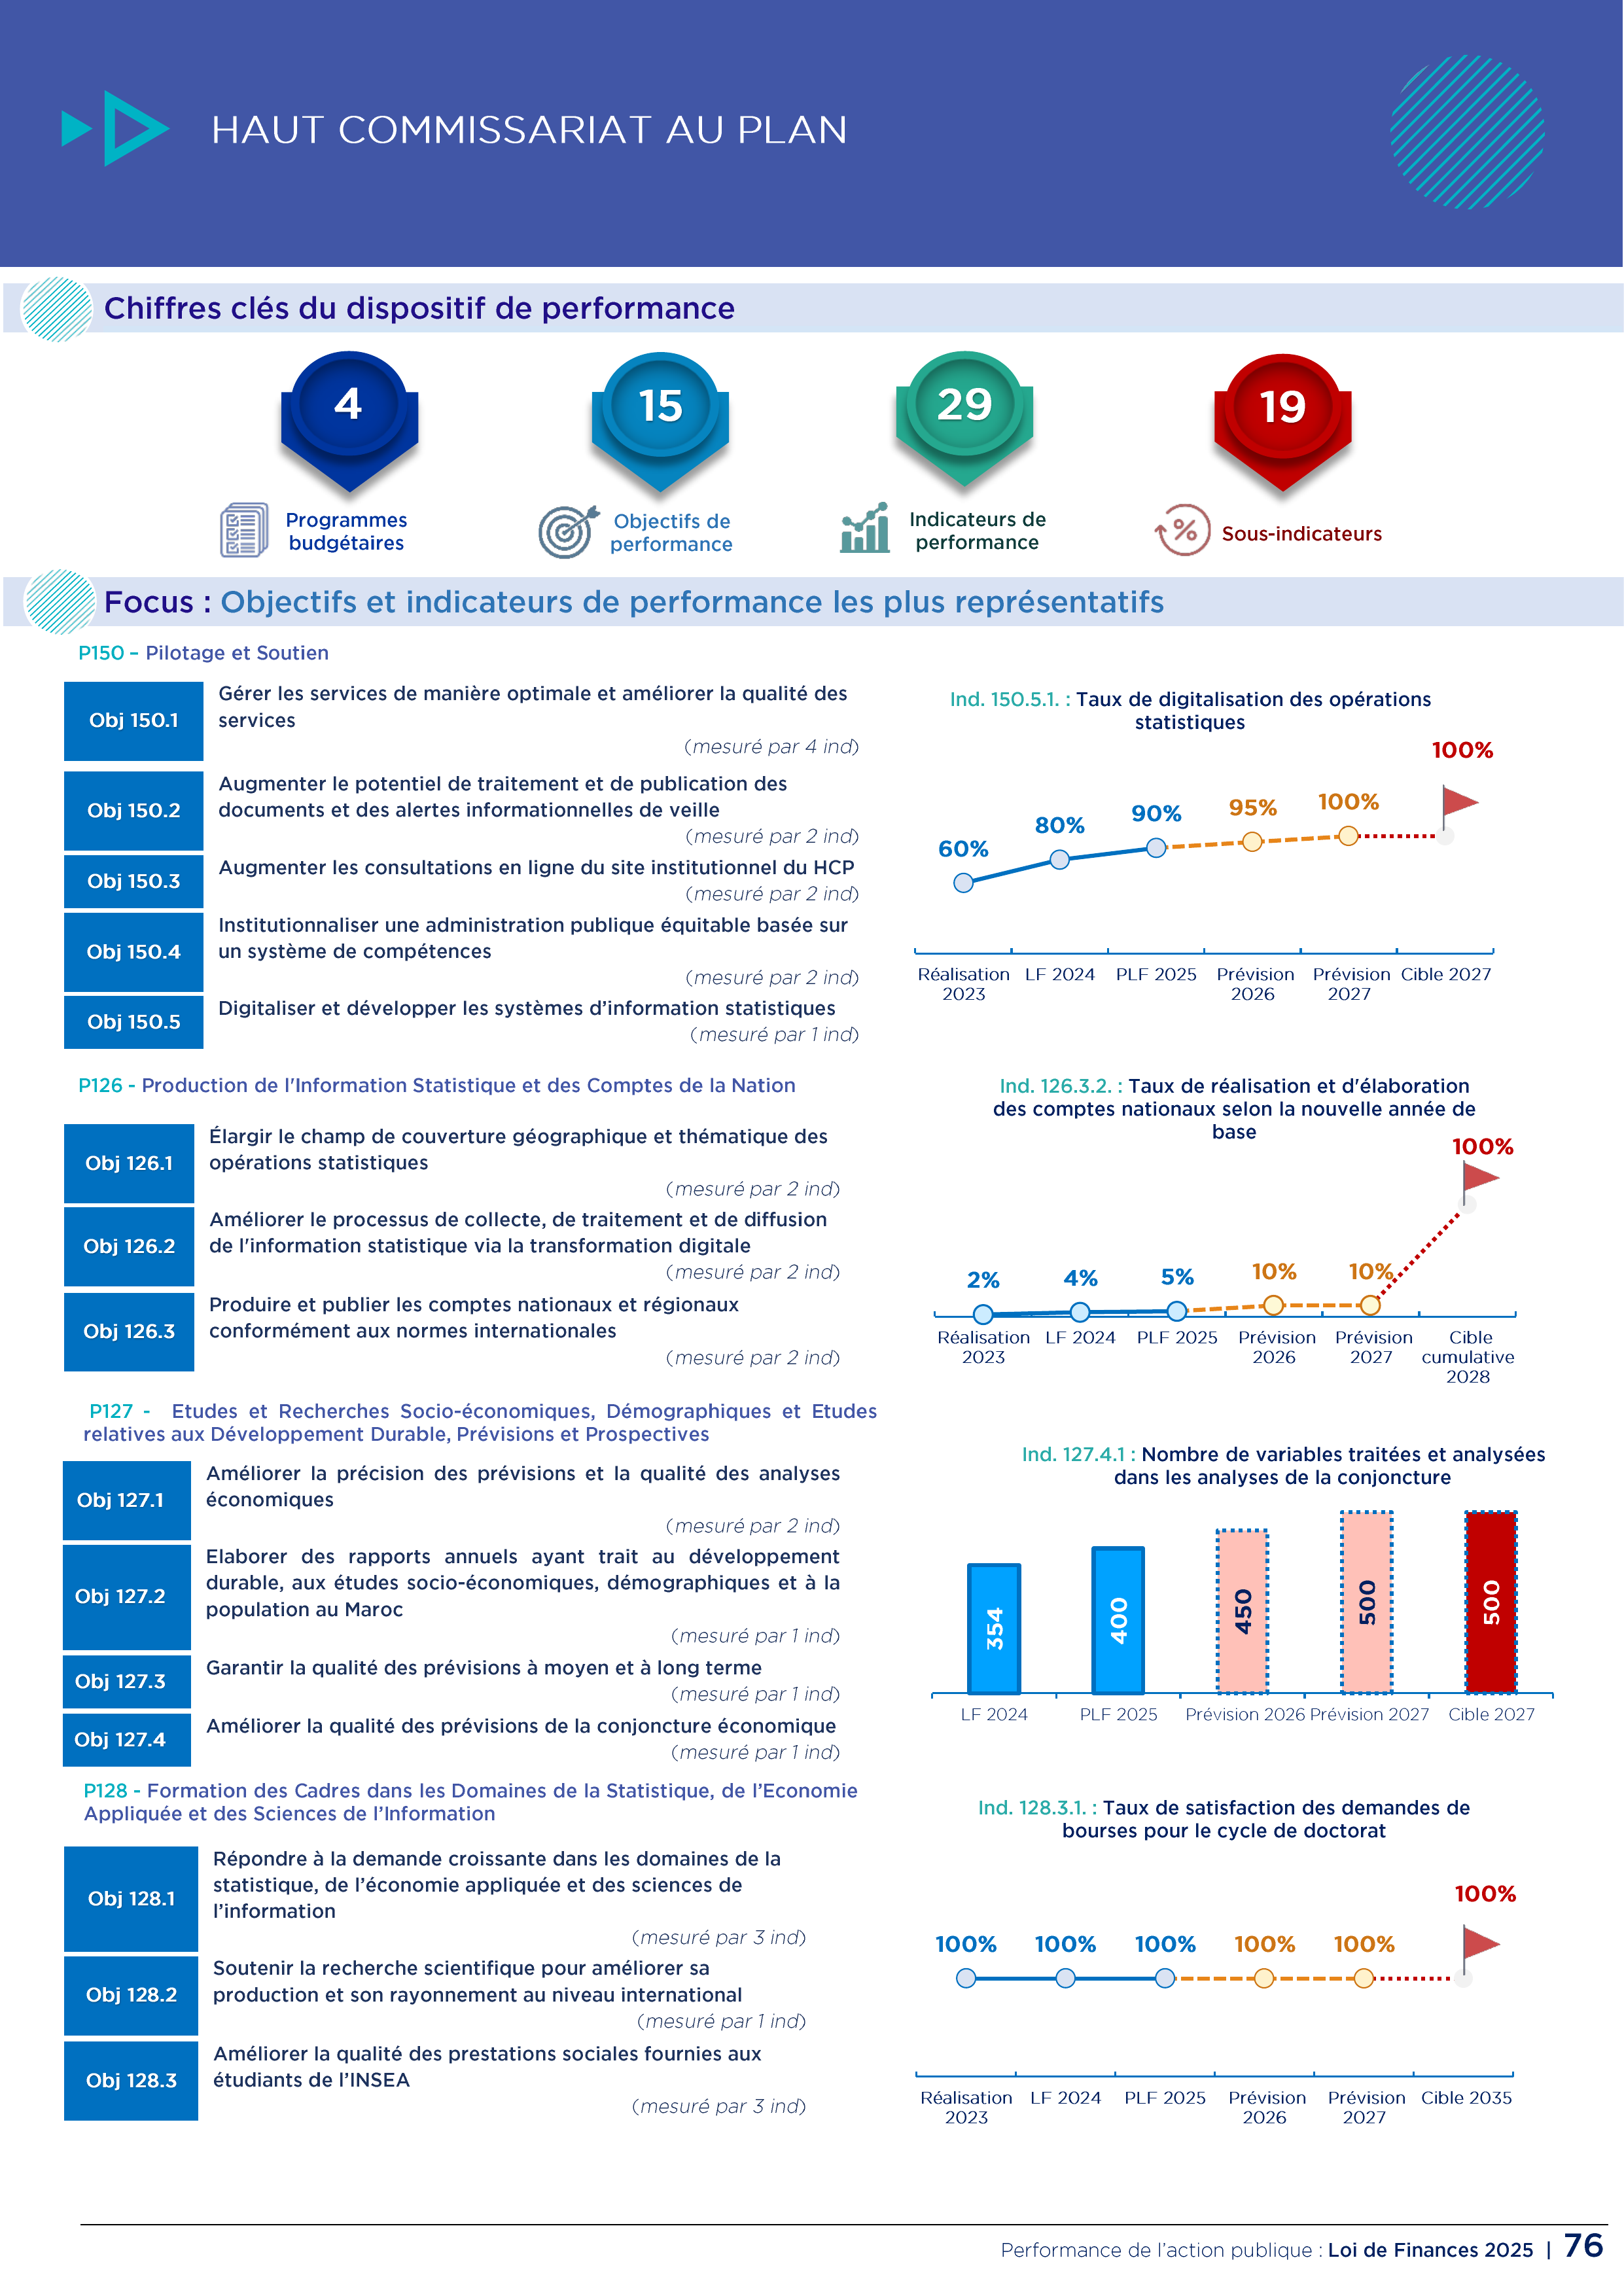 HAUT COMMISSARIAT AU PLAN
Chiffres clés du dispositif de performance
4
15
29
19
Programmes
budgétaires
Objectifs de
performance
Indicateurs de
performance
%
Sous-indicateurs
Focus : Objectifs et indicateurs de performance les plus représentatifs
P150 – Pilotage et Soutien
Obj 150.1
Gérer les services de manière optimale et améliorer la qualité des
services
(mesuré par 4 ind)
Obj 150.2
Augmenter le potentiel de traitement et de publication des
documents et des alertes informationnelles de veille
(mesuré par 2 ind)
Obj 150.3
Augmenter les consultations en ligne du site institutionnel du HCP
(mesuré par 2 ind)
Obj 150.4
Institutionnaliser une administration publique équitable basée sur
un système de compétences
(mesuré par 2 ind)
Obj 150.5
Digitaliser et développer les systèmes d’information statistiques
(mesuré par 1 ind)
Ind. 150.5.1. : Taux de digitalisation des opérations
statistiques
60%
80%
90%
95%
100%
100%
Réalisation
2023
LF 2024
PLF 2025
Prévision
2026
Prévision
2027
Cible 2027
P126 - Production de l'Information Statistique et des Comptes de la Nation
Obj 126.1
Élargir le champ de couverture géographique et thématique des
opérations statistiques
(mesuré par 2 ind)
Obj 126.2
Améliorer le processus de collecte, de traitement et de diffusion
de l'information statistique via la transformation digitale
(mesuré par 2 ind)
Obj 126.3
Produire et publier les comptes nationaux et régionaux
conformément aux normes internationales
(mesuré par 2 ind)
Ind. 126.3.2. : Taux de réalisation et d'élaboration
des comptes nationaux selon la nouvelle année de
base
2%
4%
5%
10%
10%
100%
Réalisation
2023
LF 2024
PLF 2025
Prévision
2026
Prévision
2027
Cible
cumulative
2028
P127 - Etudes et Recherches Socio-économiques, Démographiques et Etudes
relatives aux Développement Durable, Prévisions et Prospectives
Obj 127.1
Améliorer la précision des prévisions et la qualité des analyses
économiques
(mesuré par 2 ind)
Obj 127.2
Elaborer des rapports annuels ayant trait au développement
durable, aux études socio-économiques, démographiques et à la
population au Maroc
(mesuré par 1 ind)
Obj 127.3
Garantir la qualité des prévisions à moyen et à long terme
(mesuré par 1 ind)
Obj 127.4
Améliorer la qualité des prévisions de la conjoncture économique
(mesuré par 1 ind)
Ind. 127.4.1 : Nombre de variables traitées et analysées
dans les analyses de la conjoncture
354
400
450
500
500
LF 2024
PLF 2025
Prévision 2026
Prévision 2027
Cible 2027
P128 - Formation des Cadres dans les Domaines de la Statistique, de l’Economie
Appliquée et des Sciences de l’Information
Obj 128.1
Répondre à la demande croissante dans les domaines de la
statistique, de l’économie appliquée et des sciences de
l’information
(mesuré par 3 ind)
Obj 128.2
Soutenir la recherche scientifique pour améliorer sa
production et son rayonnement au niveau international
(mesuré par 1 ind)
Obj 128.3
Améliorer la qualité des prestations sociales fournies aux
étudiants de l’INSEA
(mesuré par 3 ind)
Ind. 128.3.1. : Taux de satisfaction des demandes de
bourses pour le cycle de doctorat
100%
100%
100%
100%
100%
100%
Réalisation
2023
LF 2024
PLF 2025
Prévision
2026
Prévision
2027
Cible 2035
Performance de l’action publique : Loi de Finances 2025 | 76